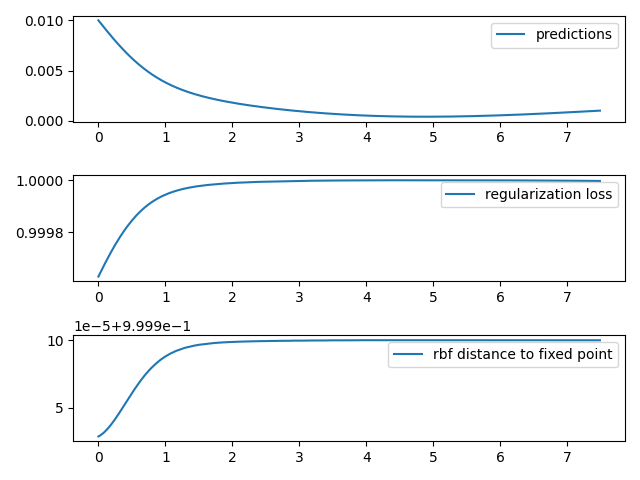 0.010
0.005
0.000
predictions
0 1 2 3 4 5 6 7
1.0000
0.9998
regularization loss
0 1 2 3 4 5 6 7
1e-5+9.999e-1
10
5
rbf distance to fixed point
0 1 2 3 4 5 6 7